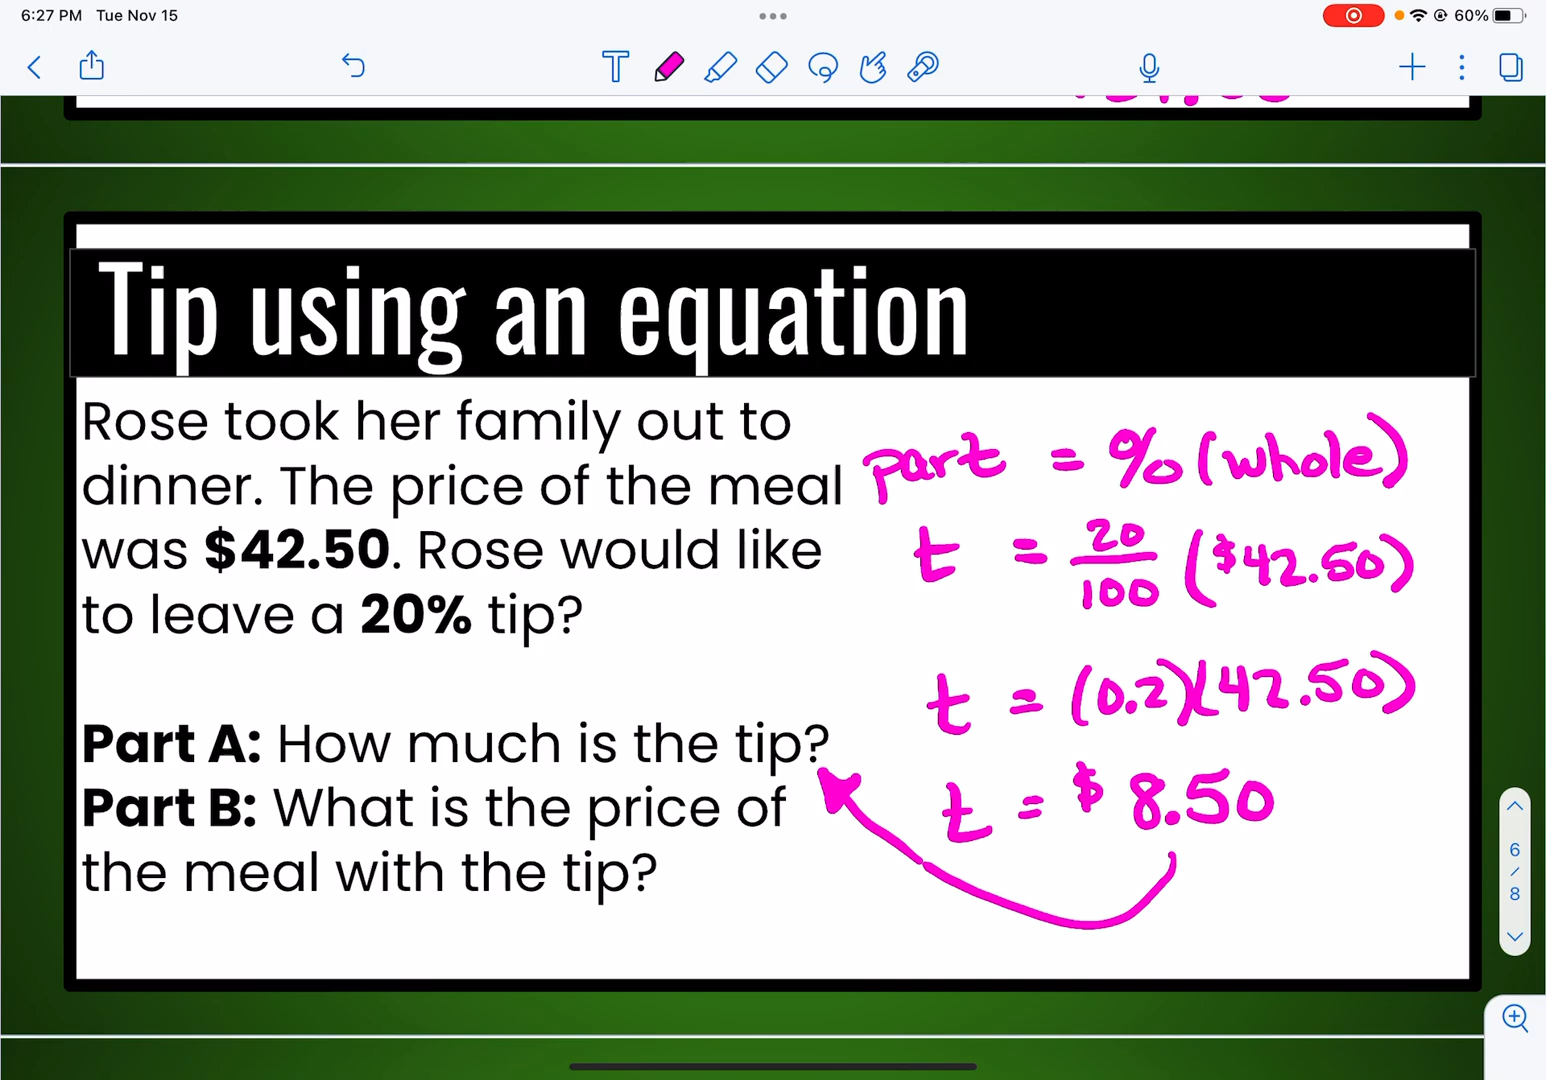 6:27 PM Tue Nov 15
60%
Tip using an equation
Rose took her family out to
dinner. The price of the meal
was $42.50. Rose would like
to leave a 20% tip?
Part A: How much is the tip?
Part B: What is the price of
the meal with the tip?
part = % (whole)
t = 20/100 ($42.50)
t = (0.2)(42.50)
t = $8.50
6
/
8